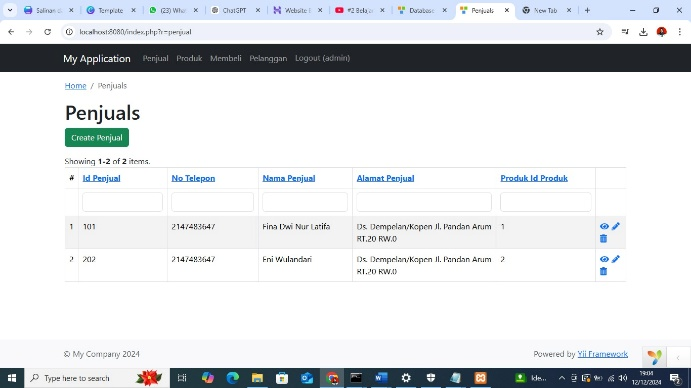 Salinan d
Template
(23) What
ChatGPT
Website B
#2 Belaja
Database
Penjuals
New Tab
localhost:8080/index.php?r=penjual
My Application
Penjual
Produk
Membeli
Pelanggan
Logout (admin)
Home / Penjuals
Penjuals
Create Penjual
Showing 1-2 of 2 items.
# Id Penjual No Telepon Nama Penjual Alamat Penjual Produk Id Produk
1 101 2147483647 Fina Dwi Nur Latifa Ds. Dempelan/Kopen Jl. Pandan Arum 1
RT.20 RW.0
2 202 2147483647 Eni Wulandari Ds. Dempelan/Kopen Jl. Pandan Arum 2
RT.20 RW.0
© My Company 2024
Powered by Yii Framework
Type here to search
Ide...
19:04
12/12/2024